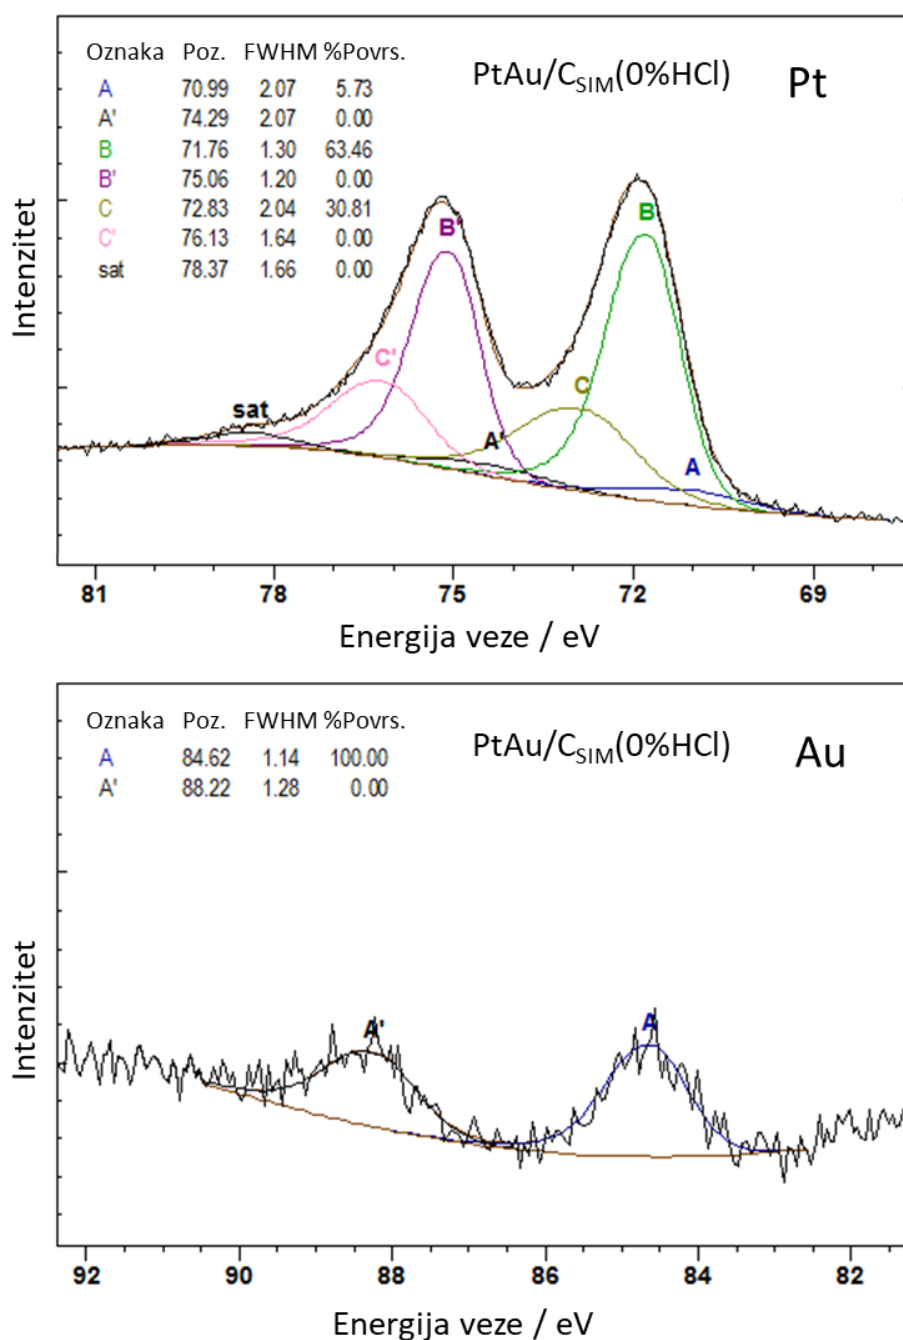 Oznaka Poz. FWHM %Povrs.
A 70.99 2.07 5.73
A' 74.29 2.07 0.00
B 71.76 1.30 63.46
B' 75.06 1.20 0.00
C 72.83 2.04 30.81
C' 76.13 1.64 0.00
sat 78.37 1.66 0.00
PtAu/C_SIM(0%HCl)
Pt
Intenzitet
B'
B
C'
C
sat
A'
A
81 78 75 72 69
Energija veze / eV
Oznaka Poz. FWHM %Povrs.
A 84.62 1.14 100.00
A' 88.22 1.28 0.00
PtAu/C_SIM(0%HCl)
Au
Intenzitet
A'
A
92 90 88 86 84 82
Energija veze / eV